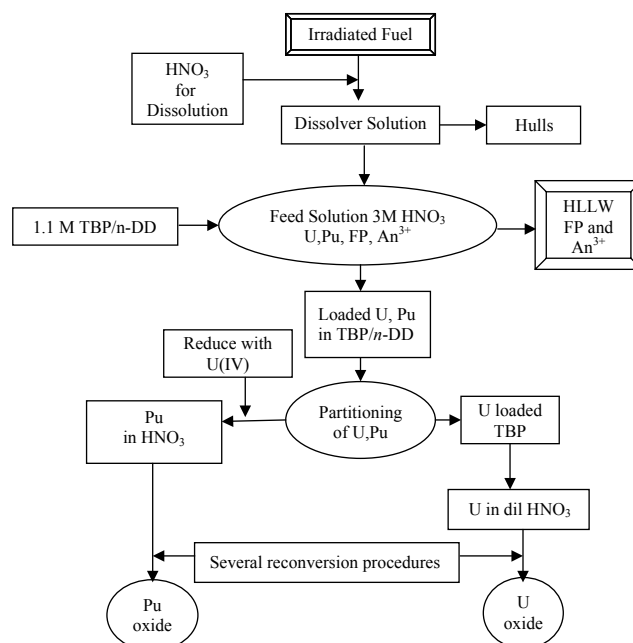 Irradiated Fuel
HNO₃
for
Dissolution
Dissolver Solution
Hulls
1.1 M TBP/n-DD
Feed Solution 3M HNO₃
U,Pu, FP, An³⁺
HLLW
FP and
An³⁺
Loaded U, Pu
in TBP/n-DD
Reduce with
U(IV)
Pu
in HNO₃
Partitioning
of U,Pu
U loaded
TBP
U in dil HNO₃
Several reconversion procedures
Pu
oxide
U
oxide